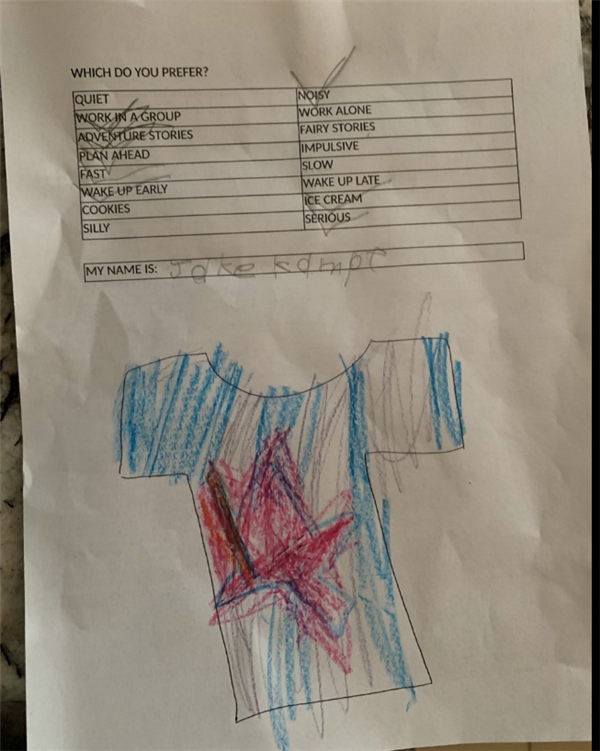 WHICH DO YOU PREFER?
QUIET NOISY
WORK IN A GROUP WORK ALONE
ADVENTURE STORIES FAIRY STORIES
PLAN AHEAD IMPULSIVE
FAST SLOW
WAKE UP EARLY WAKE UP LATE
COOKIES ICE CREAM
SILLY SERIOUS
MY NAME IS: Jake